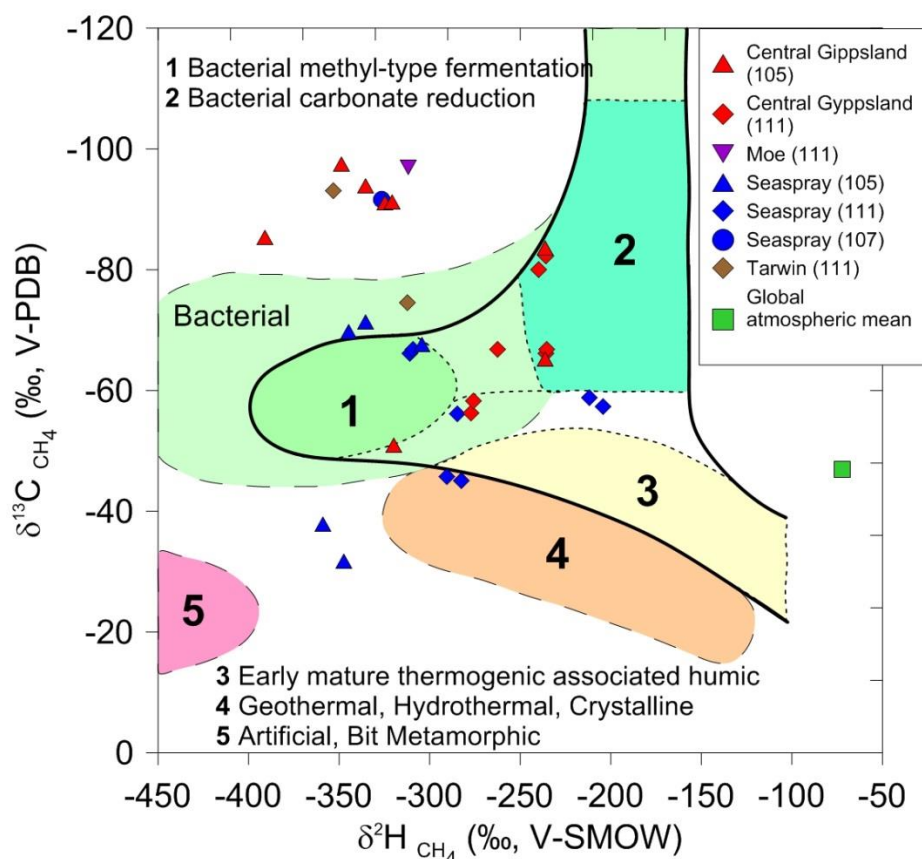 -120
-100
-80
-60
-40
-20
0
δ¹³C CH₄ (‰, V-PDB)
1 Bacterial methyl-type fermentation
2 Bacterial carbonate reduction
Central Gippsland
(105)
Central Gyppsland
(111)
Moe (111)
Seaspray (105)
Seaspray (111)
Seaspray (107)
Tarwin (111)
Global
atmospheric mean
2
Bacterial
1
3
4
5
3 Early mature thermogenic associated humic
4 Geothermal, Hydrothermal, Crystalline
5 Artificial, Bit Metamorphic
-450 -400 -350 -300 -250 -200 -150 -100 -50
δ²H CH₄ (‰, V-SMOW)